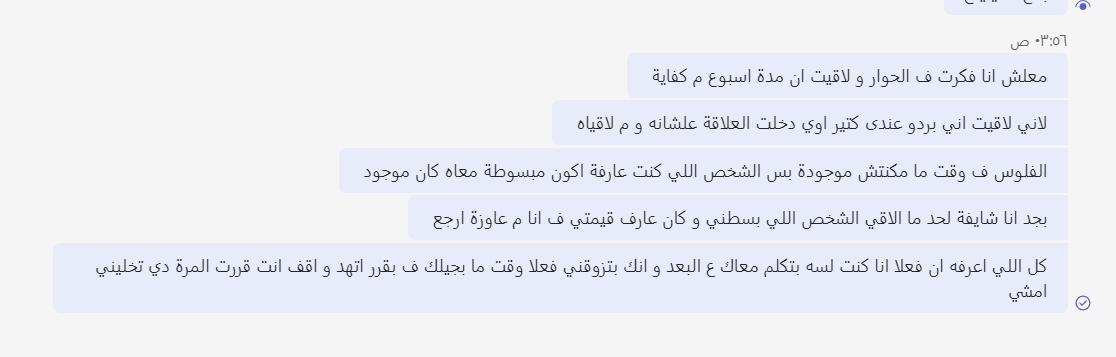 ٠٣:٥٦ ص
معلش انا فكرت ف الحوار و لاقيت ان مدة اسبوع م كفاية
لاني لاقيت اني بردو عندى كتير اوي دخلت العلاقة علشانه و م لاقياه
الفلوس ف وقت ما مكنتش موجودة بس الشخص اللي كنت عارفة اكون مبسوطة معاه كان موجود
بجد انا شايفة لحد ما الاقي الشخص اللي بسطني و كان عارف قيمتي ف انا م عاوزة ارجع
كل اللي اعرفه ان فعلا انا كنت لسه بتكلم معاك ع البعد و انك بتزوقني فعلا وقت ما بجيلك ف بقرر اتهد و اقف انت قررت المرة دي تخليني
امشي